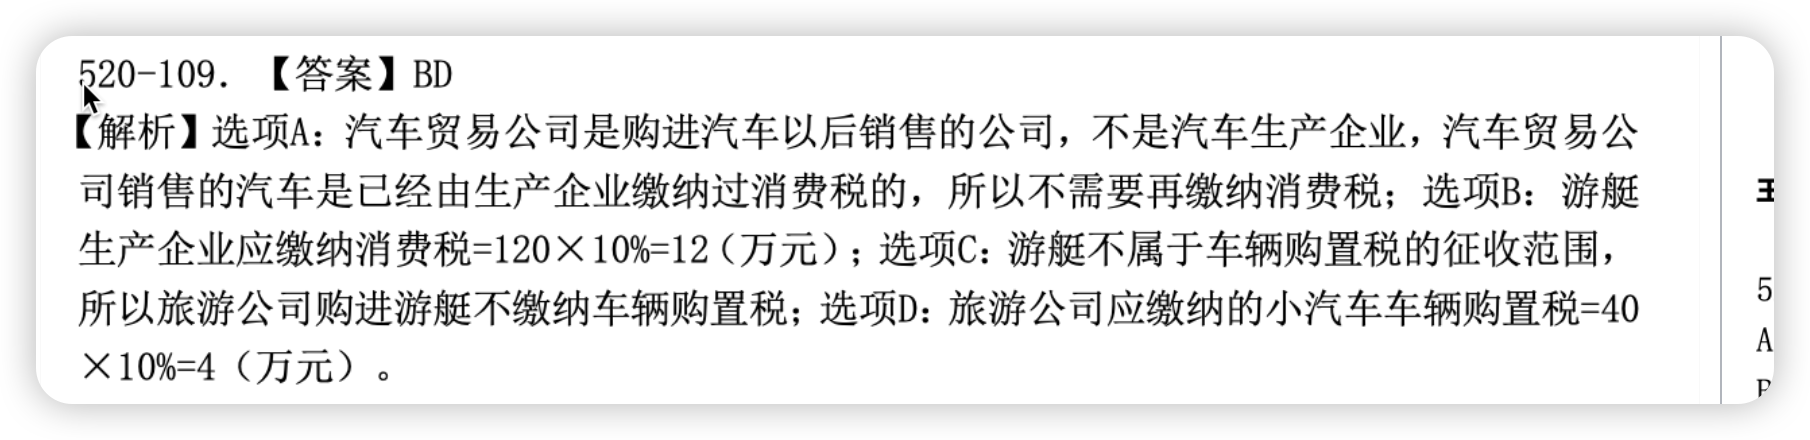 520-109. 【答案】BD
【解析】选项A：汽车贸易公司是购进汽车以后销售的公司，不是汽车生产企业，汽车贸易公
司销售的汽车是已经由生产企业缴纳过消费税的，所以不需要再缴纳消费税；选项B：游艇
生产企业应缴纳消费税=120×10%=12（万元）；选项C：游艇不属于车辆购置税的征收范围，
所以旅游公司购进游艇不缴纳车辆购置税；选项D：旅游公司应缴纳的小汽车车辆购置税=40
×10%=4（万元）。
5
A